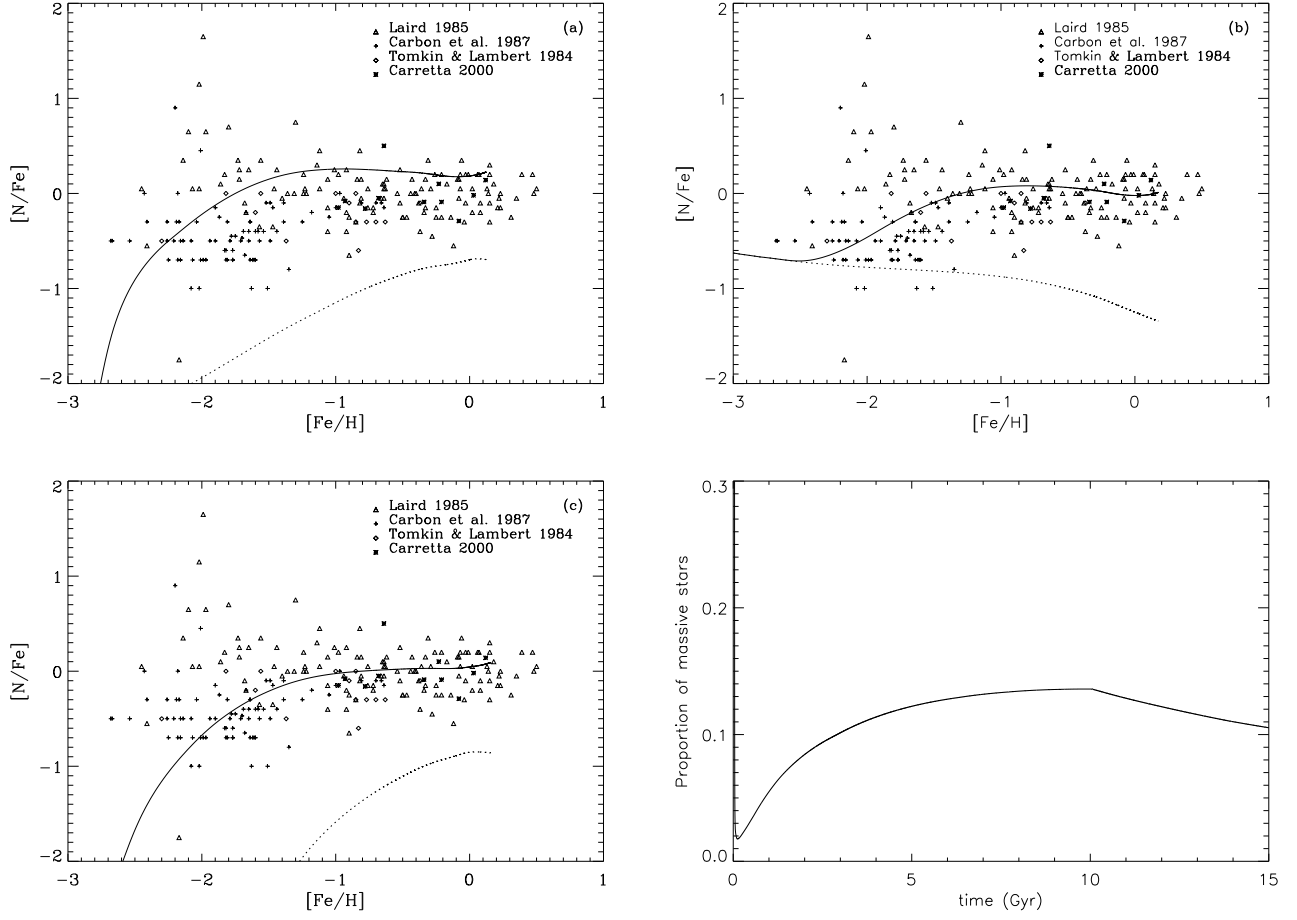 2
1
0
−1
−2
[N/Fe]
−3 −2 −1 0 1
[Fe/H]
(a)
Laird 1985
Carbon et al. 1987
Tomkin & Lambert 1984
Carretta 2000
2
1
0
−1
−2
[N/Fe]
−3 −2 −1 0 1
[Fe/H]
(b)
Laird 1985
Carbon et al. 1987
Tomkin & Lambert 1984
Carretta 2000
2
1
0
−1
−2
[N/Fe]
−3 −2 −1 0 1
[Fe/H]
(c)
Laird 1985
Carbon et al. 1987
Tomkin & Lambert 1984
Carretta 2000
0.3
0.2
0.1
0.0
Proportion of massive stars
0 5 10 15
time (Gyr)